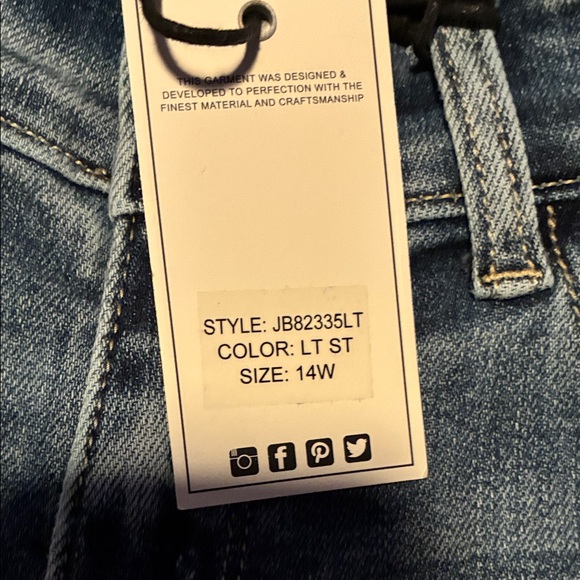 THIS GARMENT WAS DESIGNED &
DEVELOPED TO PERFECTION WITH THE
FINEST MATERIAL AND CRAFTSMANSHIP
STYLE: JB82335LT
COLOR: LT ST
SIZE: 14W